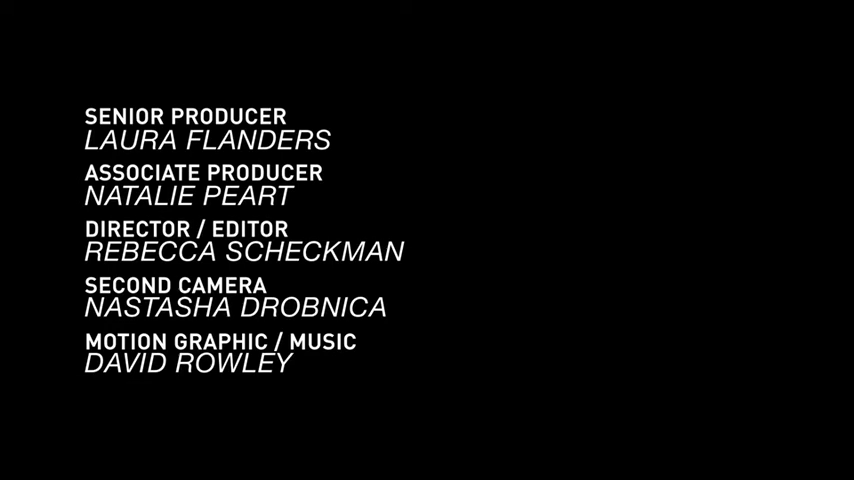 SENIOR PRODUCER
LAURA FLANDERS
ASSOCIATE PRODUCER
NATALIE PEART
DIRECTOR / EDITOR
REBECCA SCHECKMAN
SECOND CAMERA
NASTASHA DROBNICA
MOTION GRAPHIC / MUSIC
DAVID ROWLEY